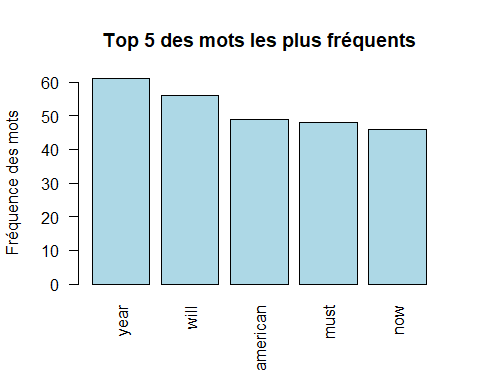 Top 5 des mots les plus fréquents
Fréquence des mots
60
50
40
30
20
10
0
year
will
american
must
now